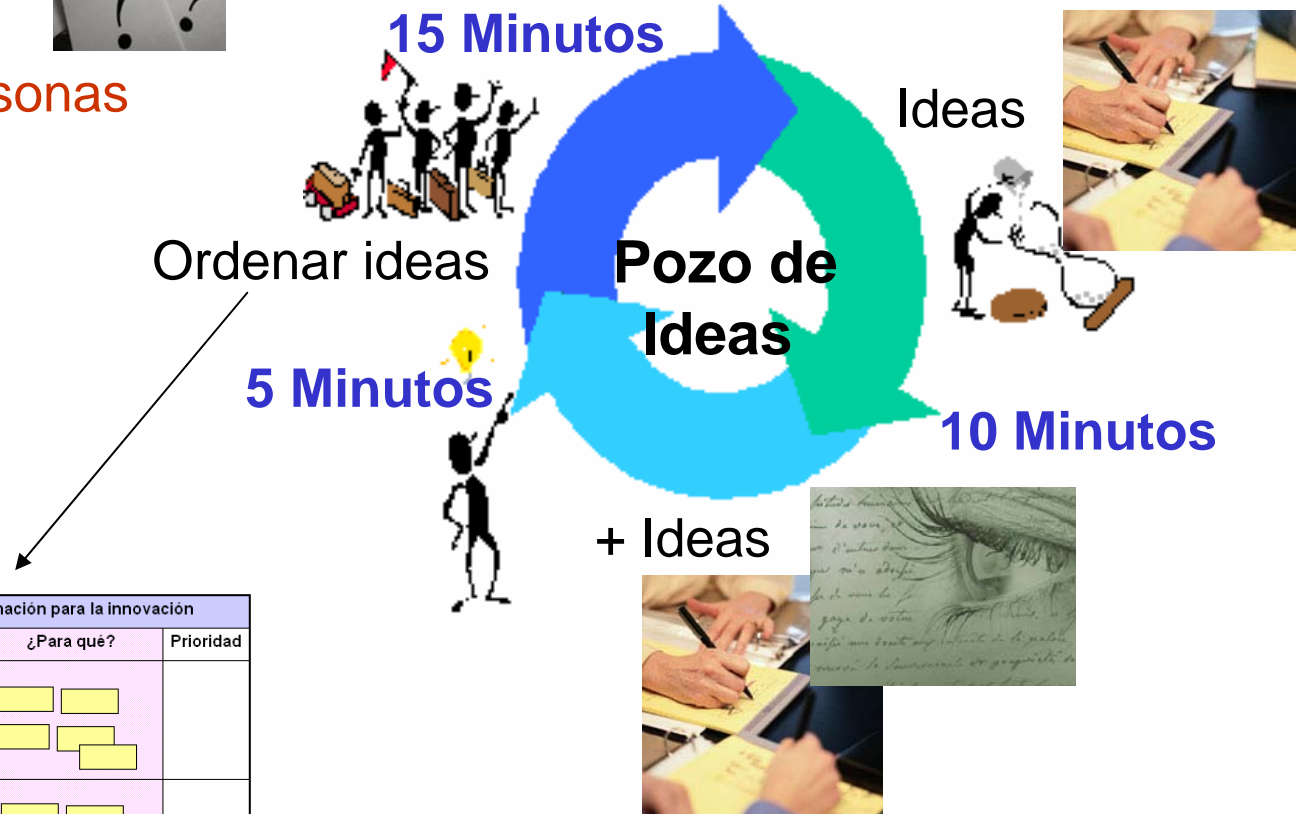 15 Minutos
sonas
Ideas
Ordenar ideas
Pozo de
Ideas
5 Minutos
10 Minutos
+ Ideas
ación para la innovación
¿Para qué?
Prioridad